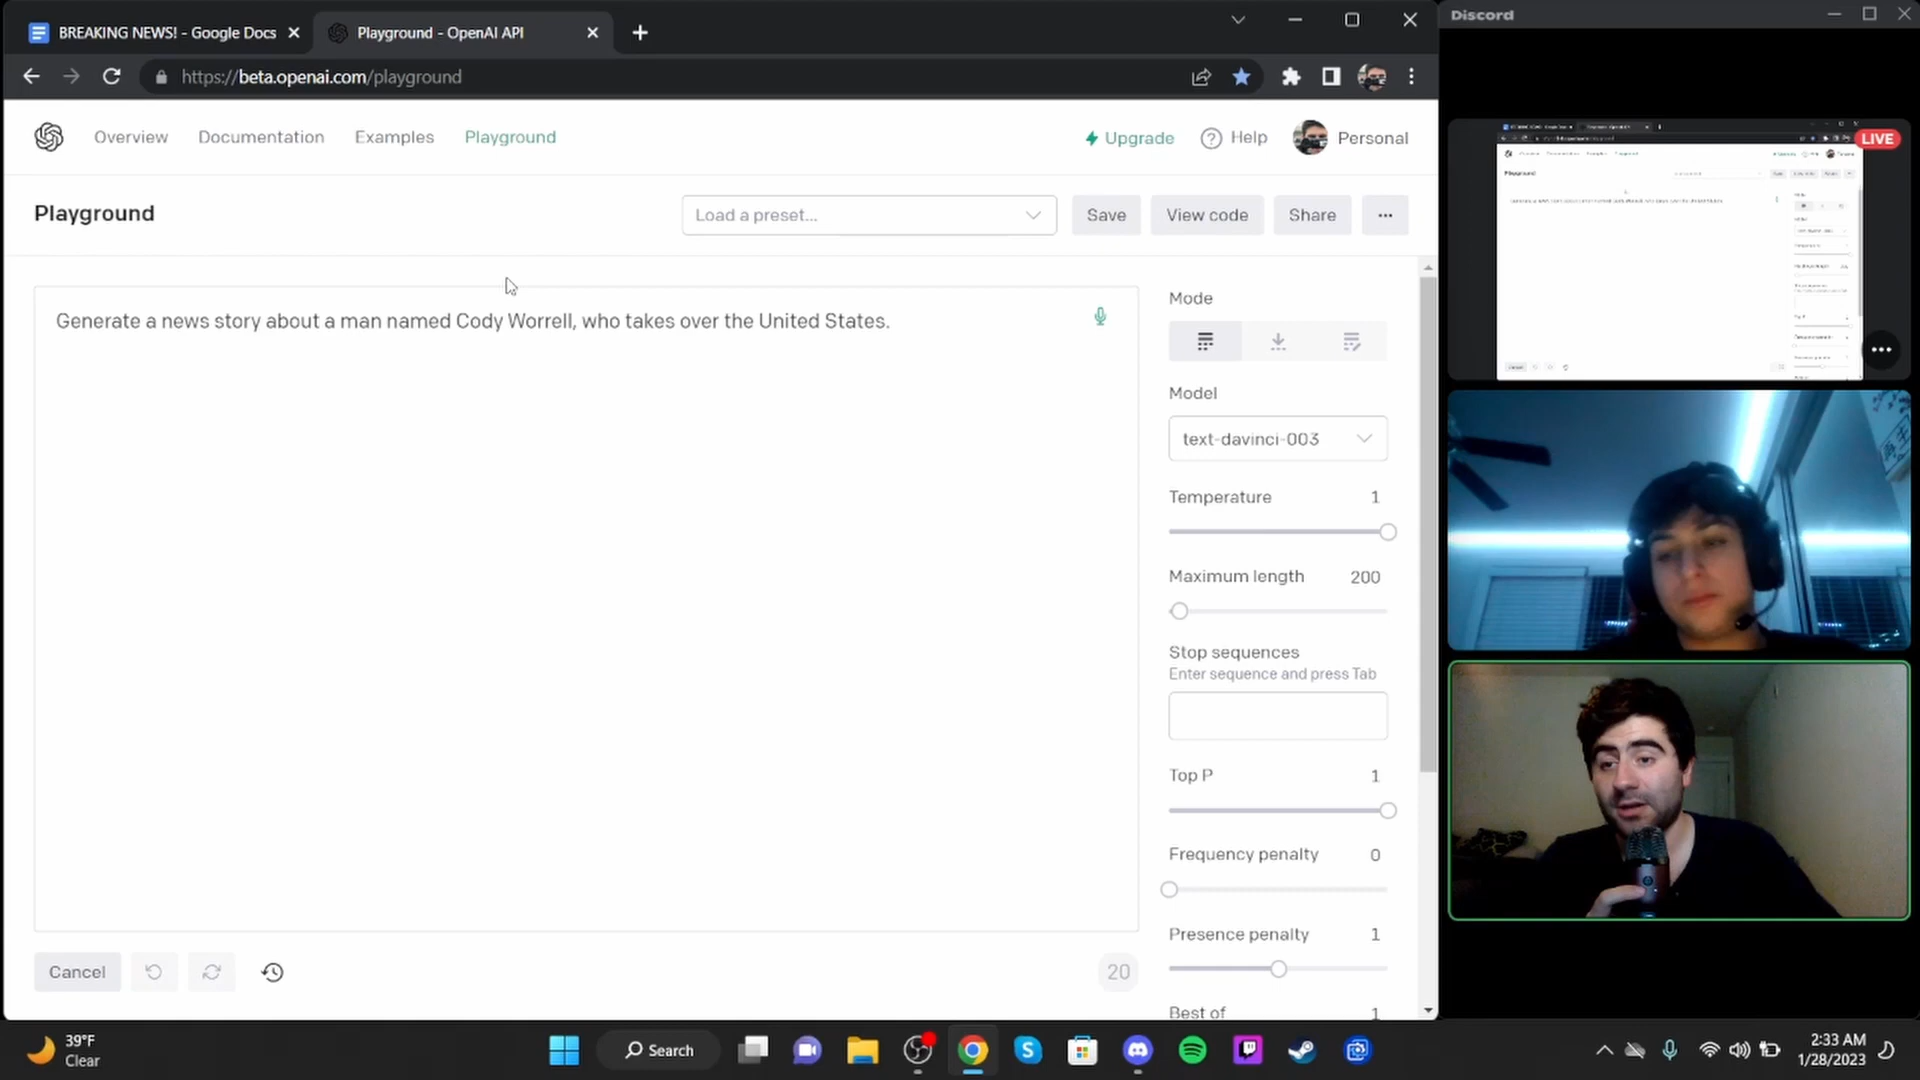 BREAKING NEWS! - Google Docs
Playground - OpenAI API
Discord
https://beta.openai.com/playground
Overview
Documentation
Examples
Playground
Upgrade
Help
Personal
LIVE
Playground
Load a preset...
Save
View code
Share
Generate a news story about a man named Cody Worrell, who takes over the United States.
Mode
Model
text-davinci-003
Temperature 1
Maximum length 200
Stop sequences
Enter sequence and press Tab
Top P 1
Frequency penalty 0
Presence penalty 1
Best of 1
Cancel
20
39°F
Clear
Search
2:33 AM
1/28/2023